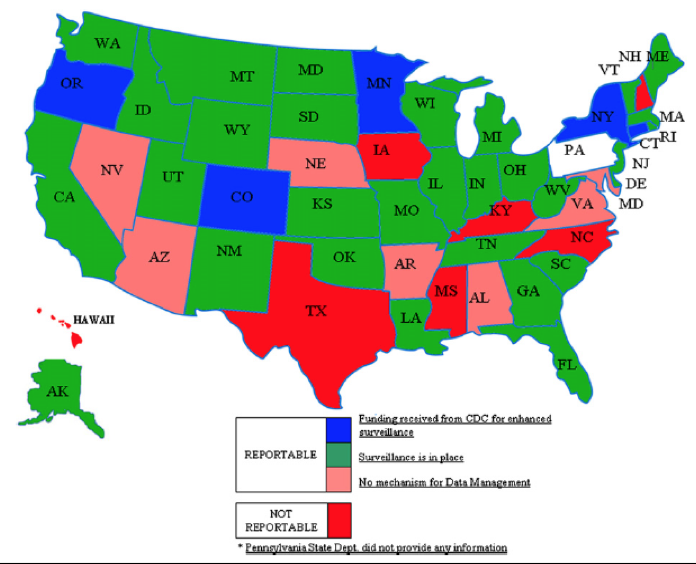 WA
NH ME
VT
OR
MT
MD
MN
ID
WI
SD
NY
MA
WY
MI
CT
RI
IA
PA
NV
NE
NJ
OH
UT
IL
IN
DE
CO
WV
CA
KS
MO
KY
VA
MD
NC
TN
NM
AZ
OK
AR
SC
MS
AL
GA
TX
LA
HAWAII
FL
AK
Funding received from CDC for enhanced
surveillance
REPORTABLE
Surveillance is in place
No mechanism for Data Management
NOT
REPORTABLE
* Pennsylvania State Dept. did not provide any information